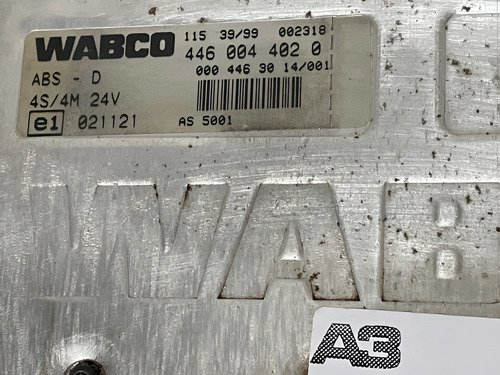 WABCO 115 39/99 002318
446 004 402 0
ABS - D 000 446 30 14/001
4S/4M 24V
e1 021121 AS 5001
WAB
A3